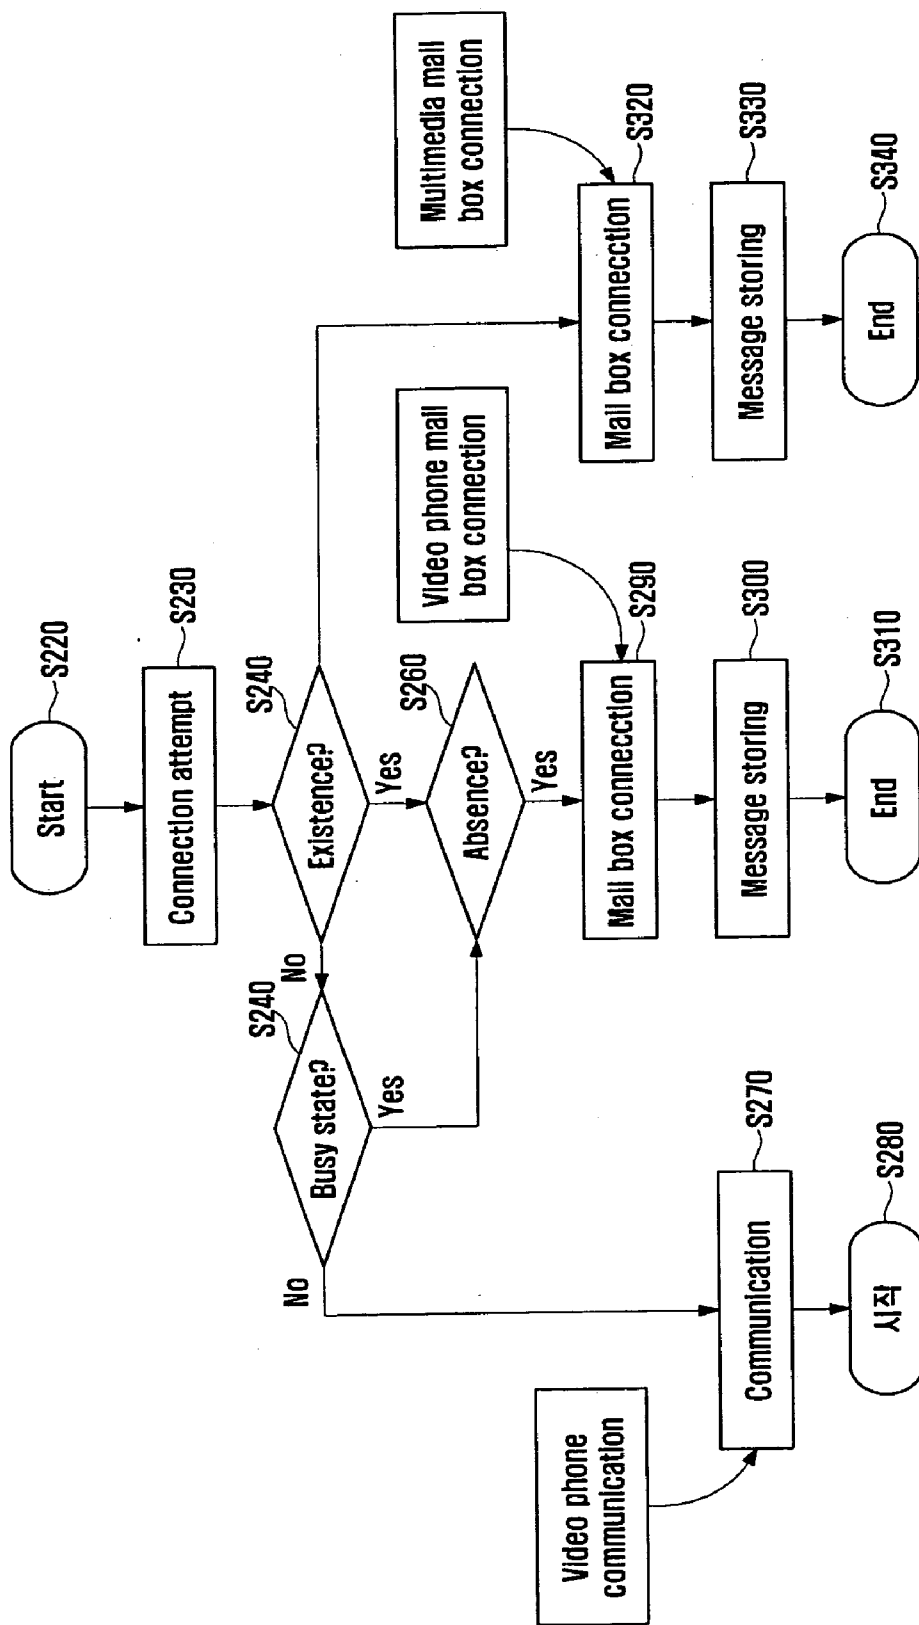 Start
S220
Connection attempt
S230
Existence?
S240
No
Yes
Busy state?
S240
No
Yes
Absence?
S260
Yes
Video phone mail
box connection
Multimedia mail
box connection
Mail box connecction
S290
Mail box connecction
S320
Video phone
communication
Communication
S270
Message storing
S300
Message storing
S330
시작
S280
End
S310
End
S340